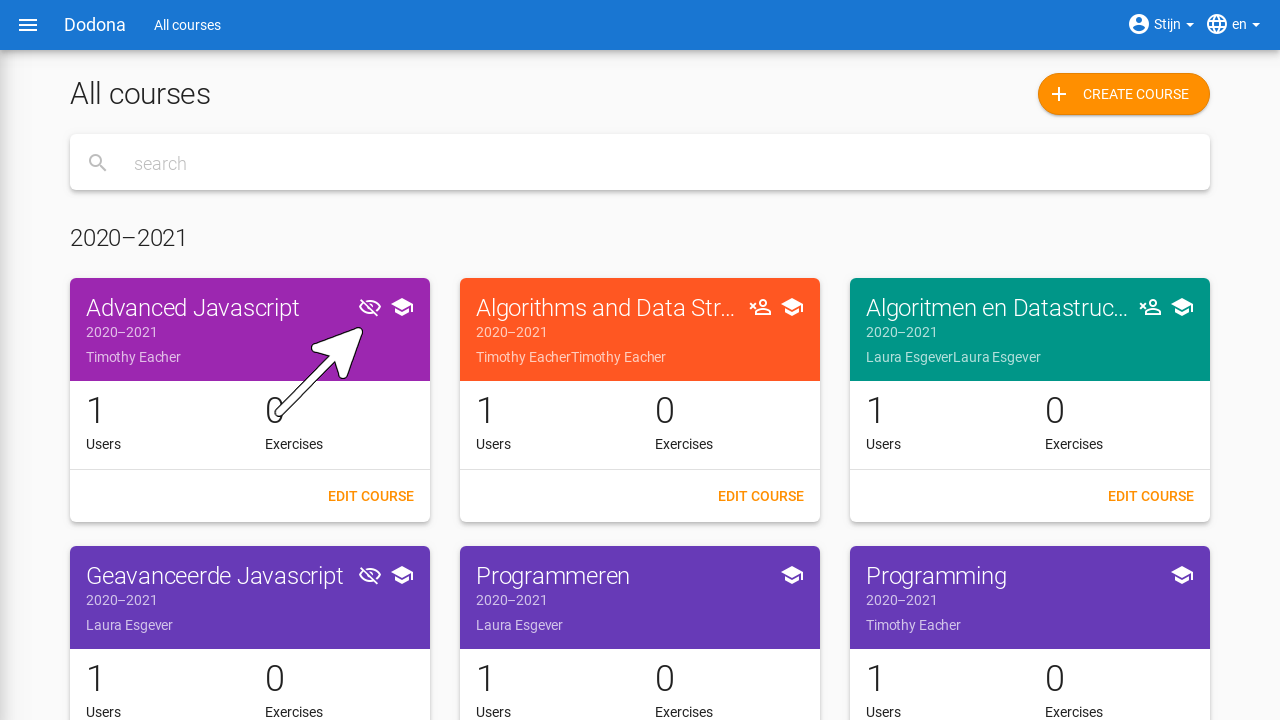 Dodona All courses Stijn en
All courses
CREATE COURSE
search
2020–2021
Advanced Javascript
2020–2021
Timothy Eacher
1 0
Users Exercises
EDIT COURSE
Algorithms and Data Str...
2020–2021
Timothy EacherTimothy Eacher
1 0
Users Exercises
EDIT COURSE
Algoritmen en Datastruc...
2020–2021
Laura EsgeverLaura Esgever
1 0
Users Exercises
EDIT COURSE
Geavanceerde Javascript
2020–2021
Laura Esgever
1 0
Users Exercises
Programmeren
2020–2021
Laura Esgever
1 0
Users Exercises
Programming
2020–2021
Timothy Eacher
1 0
Users Exercises